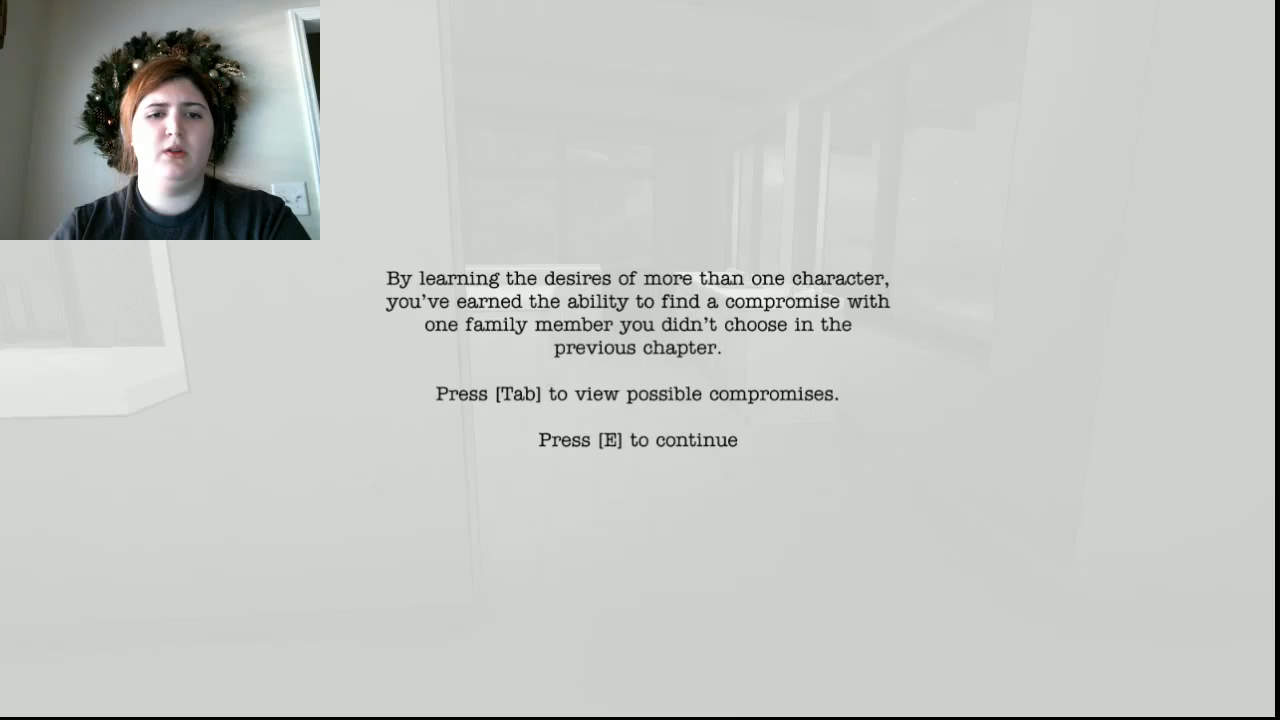 By learning the desires of more than one character,
you've earned the ability to find a compromise with
one family member you didn't choose in the
previous chapter.
Press [Tab] to view possible compromises.
Press [E] to continue